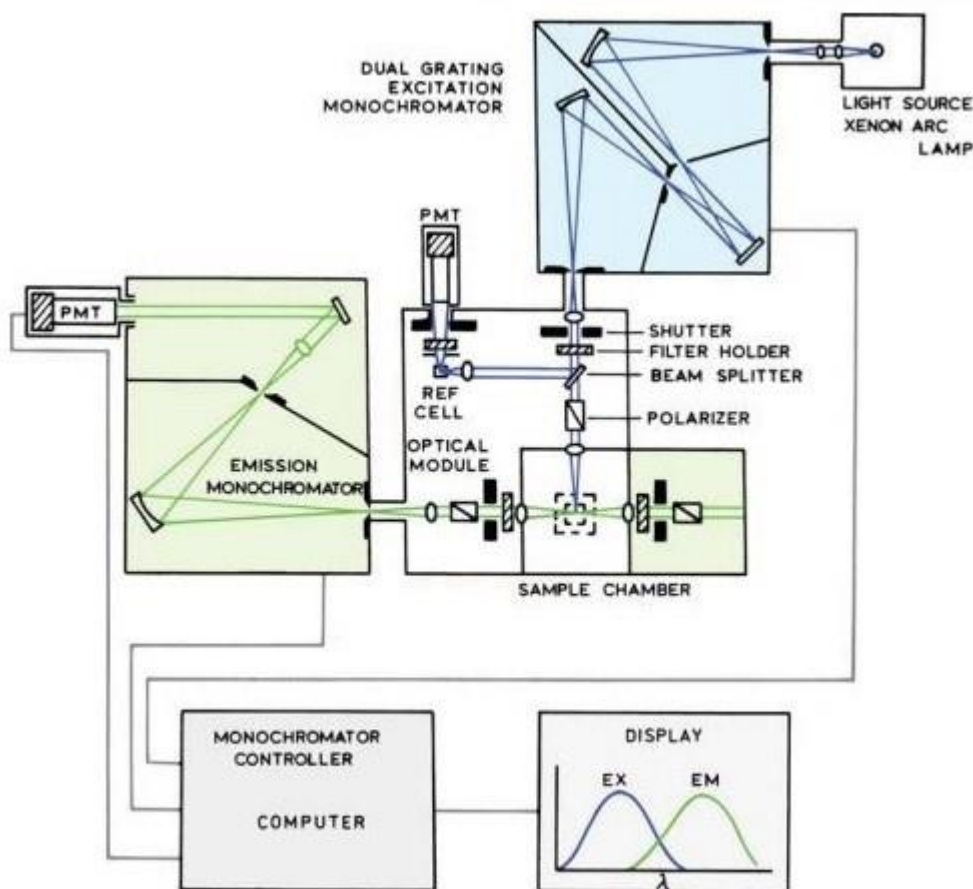 DUAL GRATING
EXCITATION
MONOCHROMATOR
LIGHT SOURCE
XENON ARC
LAMP
PMT
PMT
SHUTTER
FILTER HOLDER
BEAM SPLITTER
REF
CELL
POLARIZER
OPTICAL
MODULE
EMISSION
MONOCHROMATOR
SAMPLE CHAMBER
MONOCHROMATOR
CONTROLLER
COMPUTER
DISPLAY
EX
EM
λ